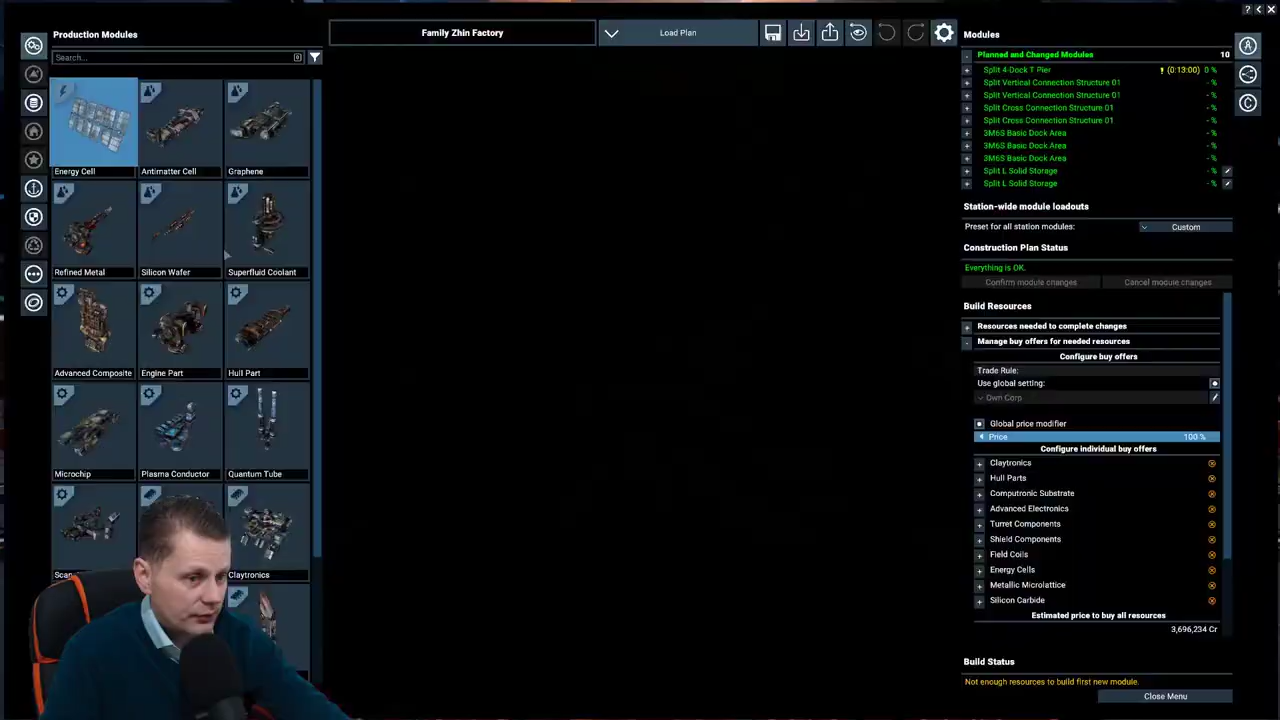 Production Modules
Search...
Energy Cell
Antimatter Cell
Graphene
Refined Metal
Silicon Wafer
Superfluid Coolant
Advanced Composite
Engine Part
Hull Part
Microchip
Plasma Conductor
Quantum Tube
Claytronics
Family Zhin Factory
Load Plan
Modules
- Planned and Changed Modules 10
+ Split 4-Dock T Pier ! (0:13:00) 0 %
+ Split Vertical Connection Structure 01 - %
+ Split Vertical Connection Structure 01 - %
+ Split Cross Connection Structure 01 - %
+ Split Cross Connection Structure 01 - %
+ 3M6S Basic Dock Area - %
+ 3M6S Basic Dock Area - %
+ 3M6S Basic Dock Area - %
+ Split L Solid Storage - %
+ Split L Solid Storage - %
Station-wide module loadouts
Preset for all station modules: Custom
Construction Plan Status
Everything is OK.
Confirm module changes Cancel module changes
Build Resources
+ Resources needed to complete changes
- Manage buy offers for needed resources
Configure buy offers
Trade Rule:
Use global setting:
Own Corp
Global price modifier
Price 100 %
Configure individual buy offers
+ Claytronics
+ Hull Parts
+ Computronic Substrate
+ Advanced Electronics
+ Turret Components
+ Shield Components
+ Field Coils
+ Energy Cells
+ Metallic Microlattice
+ Silicon Carbide
Estimated price to buy all resources
3,696,234 Cr
Build Status
Not enough resources to build first new module.
Close Menu